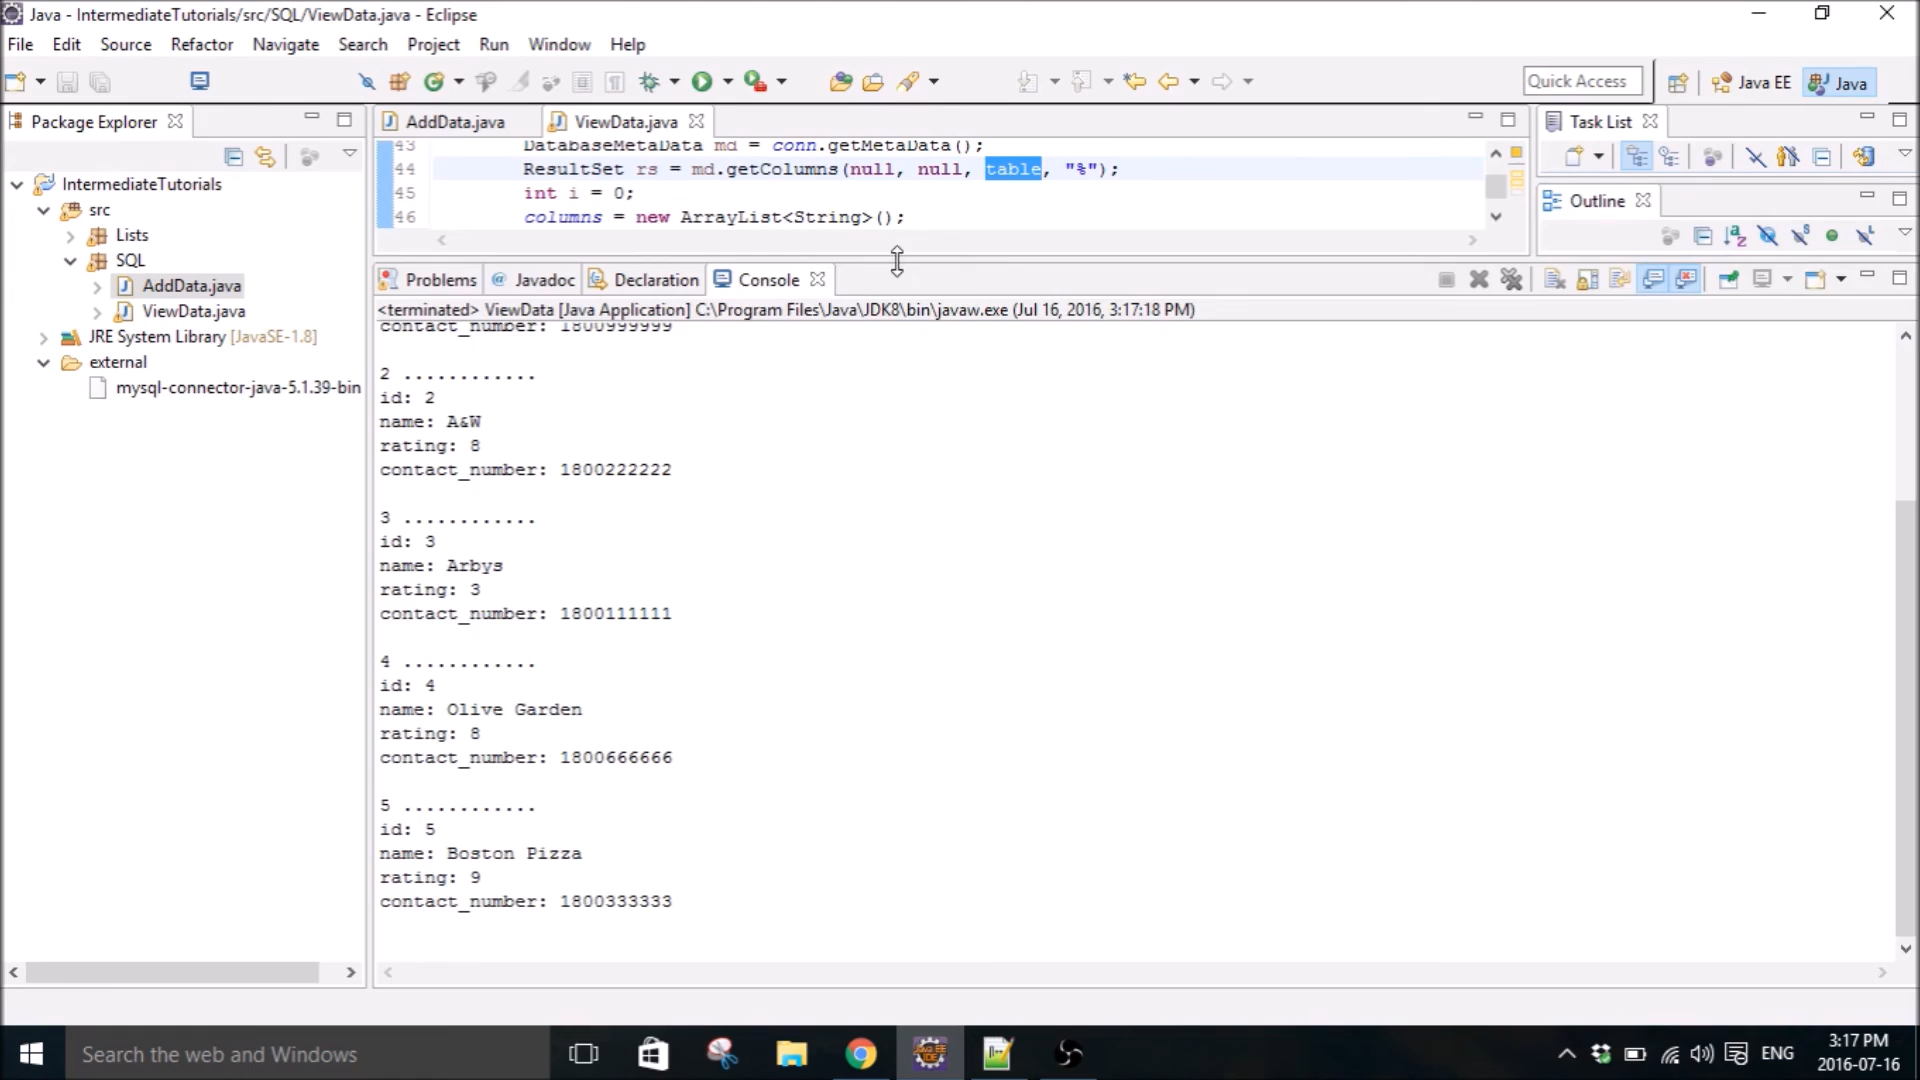 Java - IntermediateTutorials/src/SQL/ViewData.java - Eclipse
File Edit Source Refactor Navigate Search Project Run Window Help
Quick Access
Java EE
Java
Package Explorer
IntermediateTutorials
src
Lists
SQL
AddData.java
ViewData.java
JRE System Library [JavaSE-1.8]
external
mysql-connector-java-5.1.39-bin
AddData.java
ViewData.java
43 DatabaseMetaData md = conn.getMetaData();
44 ResultSet rs = md.getColumns(null, null, table, "%");
45 int i = 0;
46 columns = new ArrayList<String>();
Task List
Outline
Problems
@ Javadoc
Declaration
Console
<terminated> ViewData [Java Application] C:\Program Files\Java\JDK8\bin\javaw.exe (Jul 16, 2016, 3:17:18 PM)
contact_number: 1800999999
2 ............
id: 2
name: A&W
rating: 8
contact_number: 1800222222
3 ............
id: 3
name: Arbys
rating: 3
contact_number: 1800111111
4 ............
id: 4
name: Olive Garden
rating: 8
contact_number: 1800666666
5 ............
id: 5
name: Boston Pizza
rating: 9
contact_number: 1800333333
Search the web and Windows
ENG
3:17 PM
2016-07-16